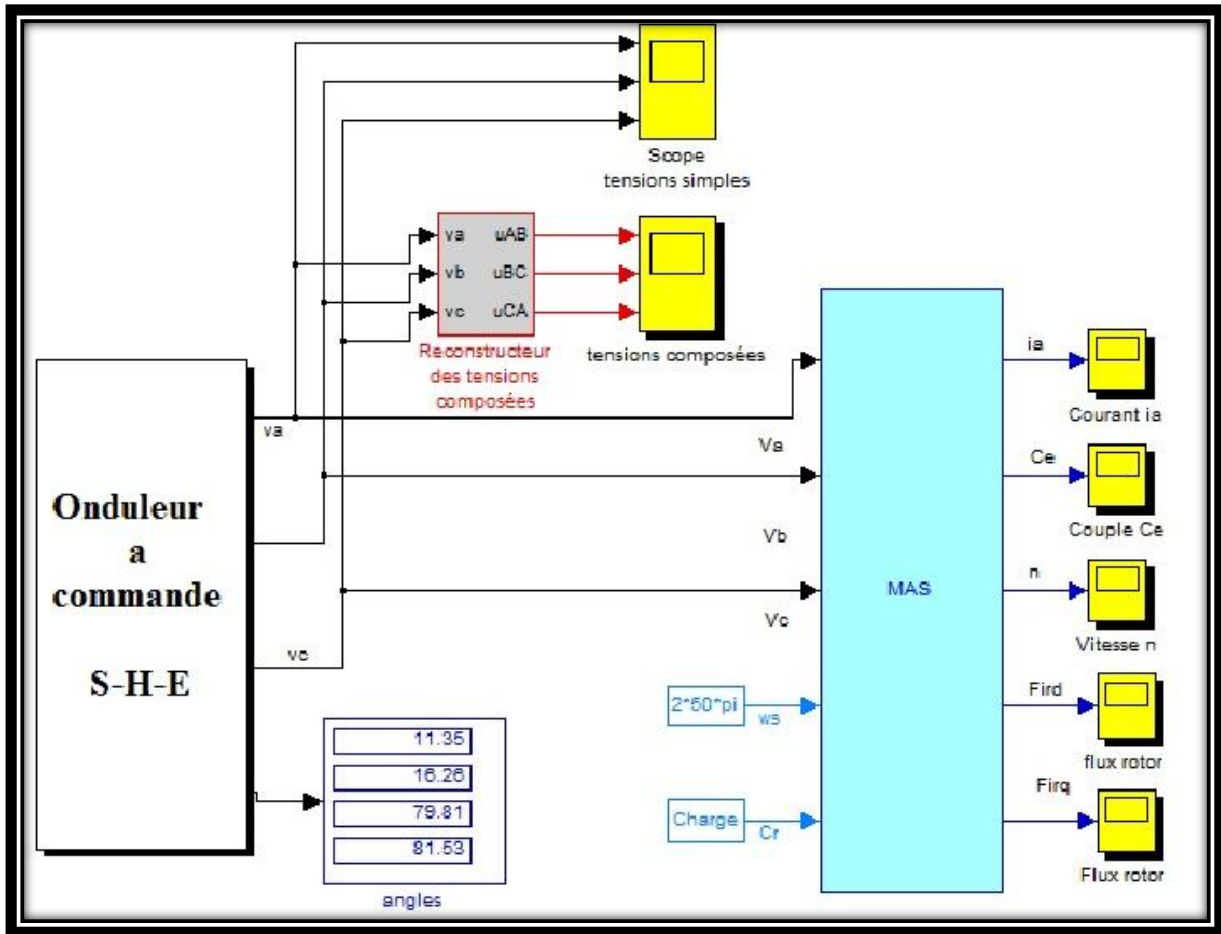 Scope
tensions simples
va uAB
vb uBC
vc uCA
Reconstructeur
des tensions
composées
tensions composées
Onduleur
a
commande
S-H-E
va
vc
11.35
16.26
79.81
81.53
angles
Va
Vb
Vc
2*50*pi
ws
Charge
Cr
MAS
ia
Courant ia
Ce
Couple Ce
n
Vitesse n
Fird
flux rotor
Firq
Flux rotor